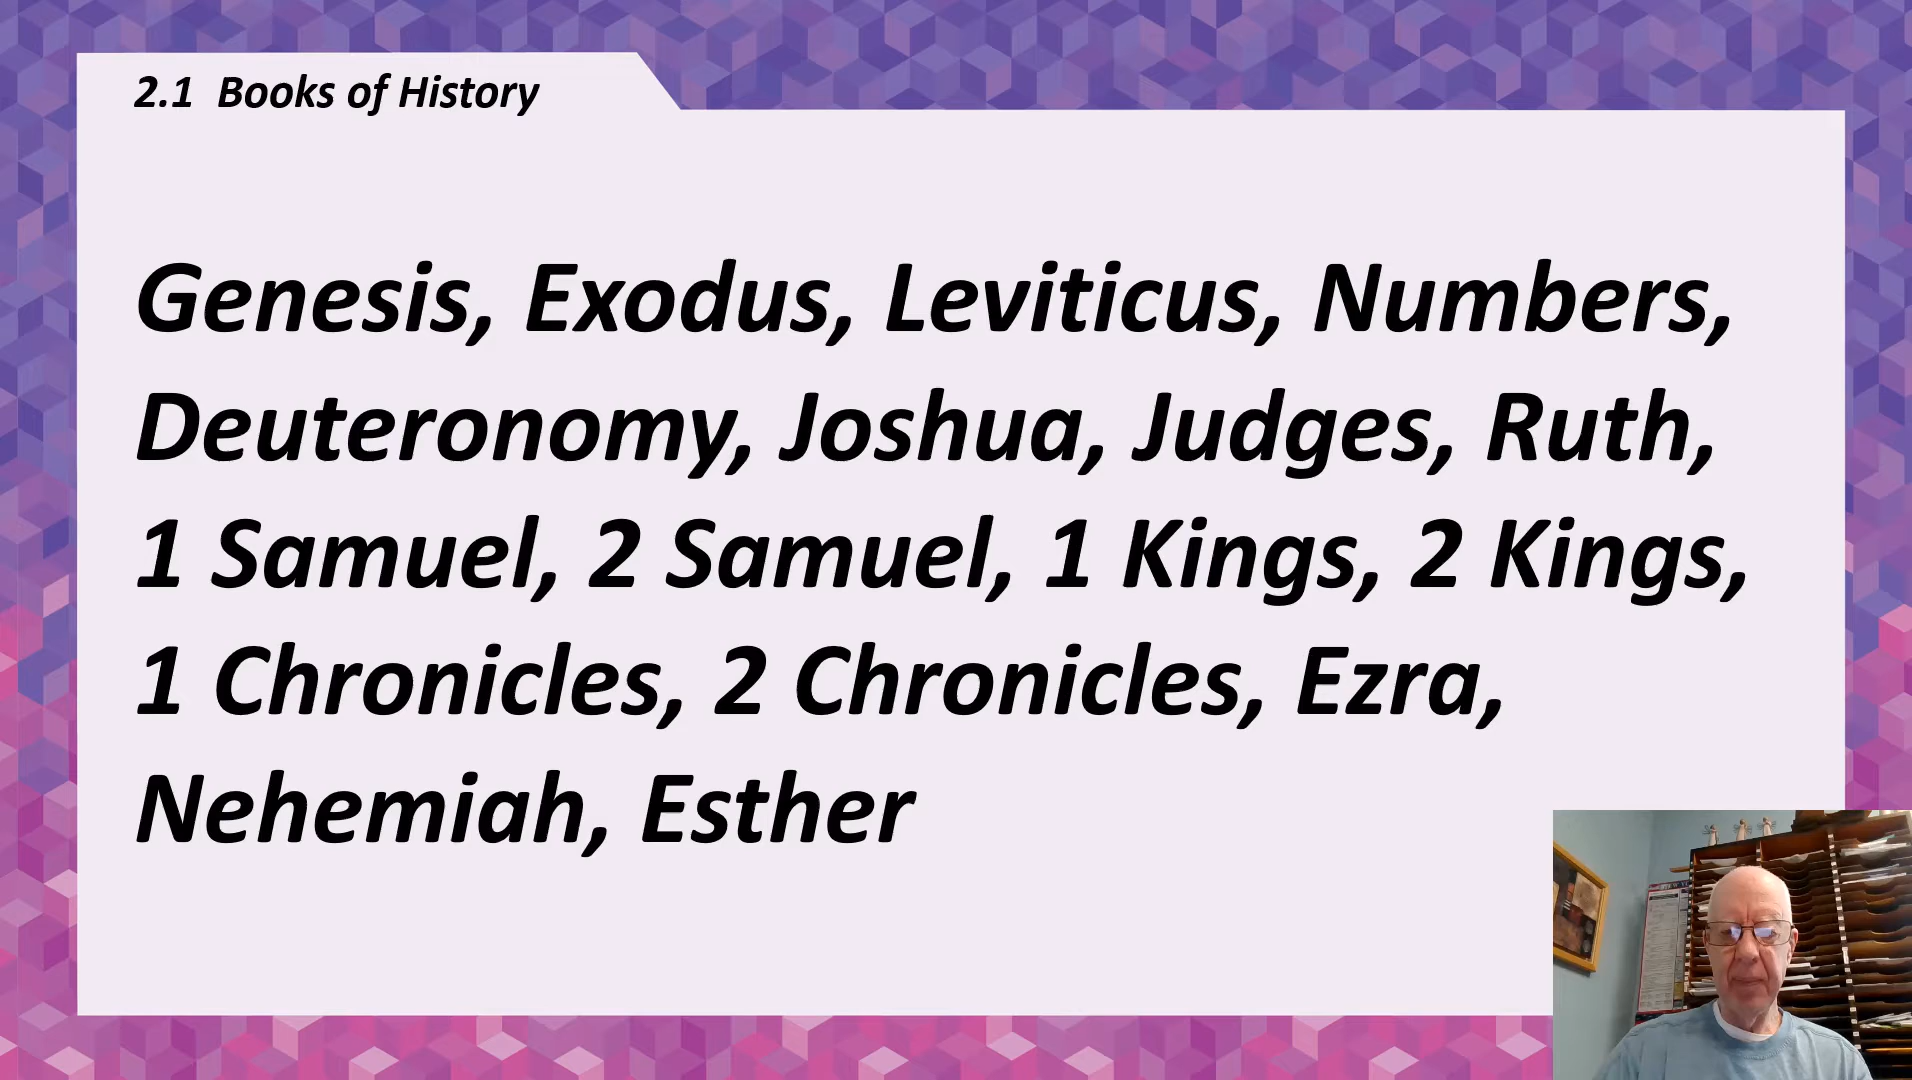 2.1 Books of History
Genesis, Exodus, Leviticus, Numbers,
Deuteronomy, Joshua, Judges, Ruth,
1 Samuel, 2 Samuel, 1 Kings, 2 Kings,
1 Chronicles, 2 Chronicles, Ezra,
Nehemiah, Esther